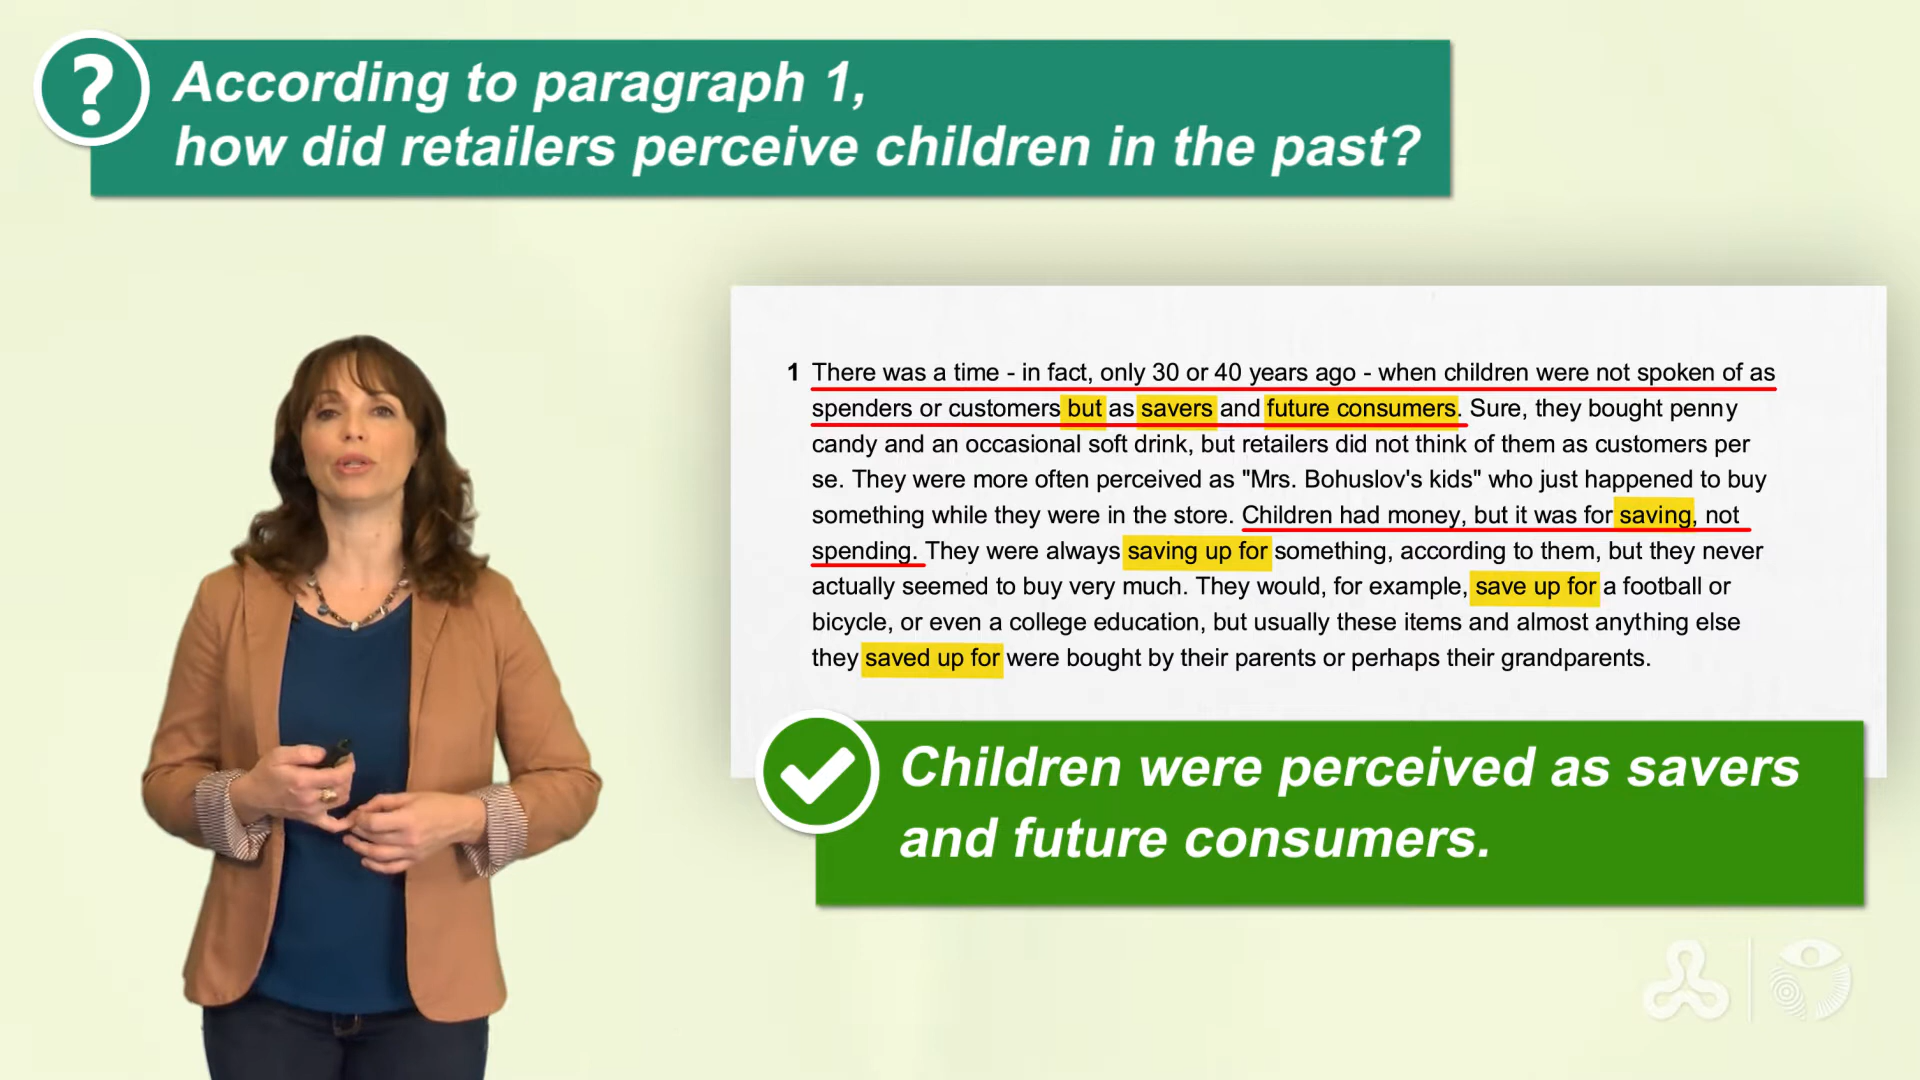 ?
According to paragraph 1,
how did retailers perceive children in the past?
1 There was a time - in fact, only 30 or 40 years ago - when children were not spoken of as
spenders or customers but as savers and future consumers. Sure, they bought penny
candy and an occasional soft drink, but retailers did not think of them as customers per
se. They were more often perceived as "Mrs. Bohuslov's kids" who just happened to buy
something while they were in the store. Children had money, but it was for saving, not
spending. They were always saving up for something, according to them, but they never
actually seemed to buy very much. They would, for example, save up for a football or
bicycle, or even a college education, but usually these items and almost anything else
they saved up for were bought by their parents or perhaps their grandparents.
Children were perceived as savers
and future consumers.